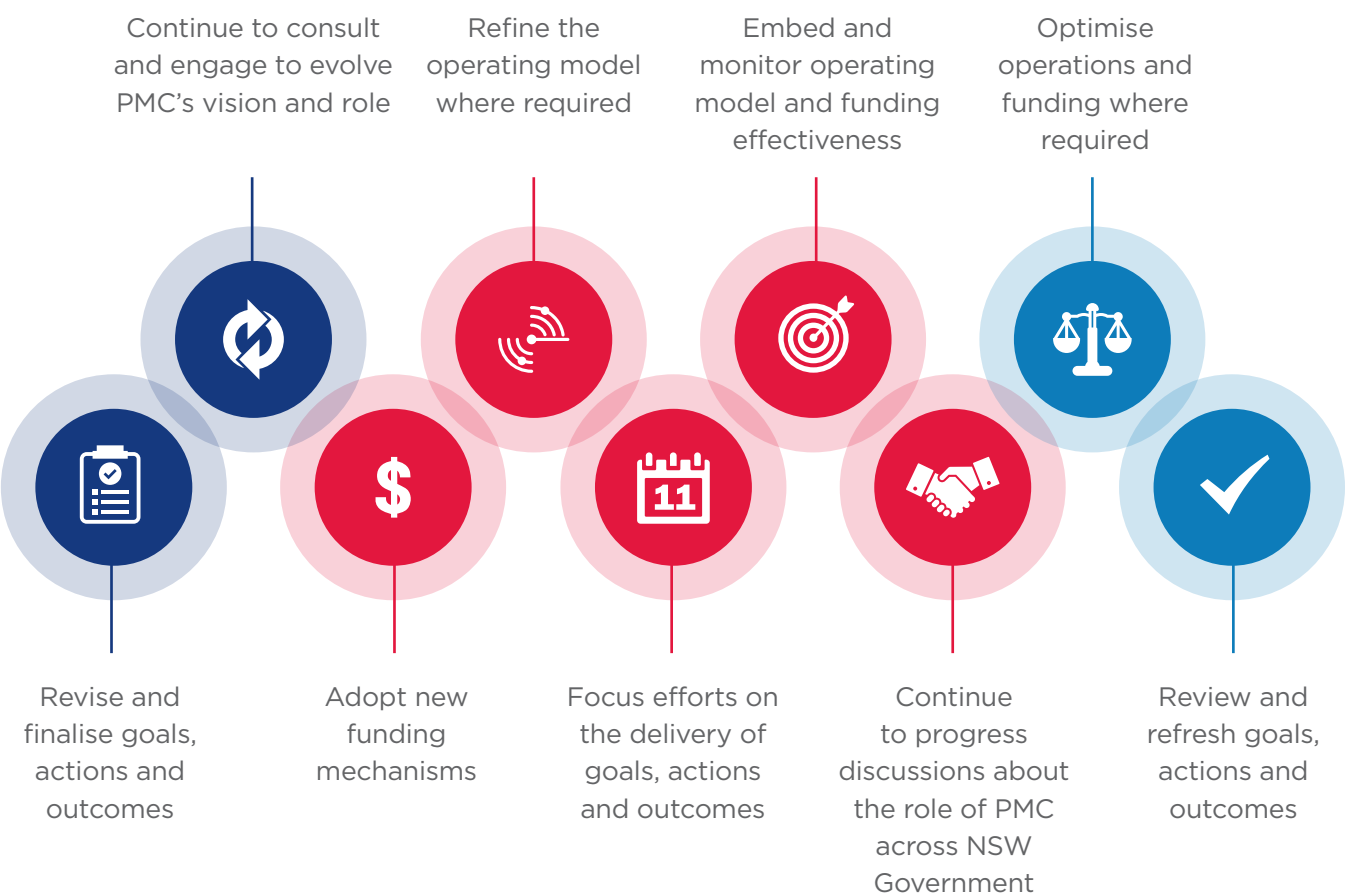 Continue to consult
and engage to evolve
PMC's vision and role
Refine the
operating model
where required
Embed and
monitor operating
model and funding
effectiveness
Optimise
operations and
funding where
required
$
11
Revise and
finalise goals,
actions and
outcomes
Adopt new
funding
mechanisms
Focus efforts on
the delivery of
goals, actions
and outcomes
Continue
to progress
discussions about
the role of PMC
across NSW
Government
Review and
refresh goals,
actions and
outcomes